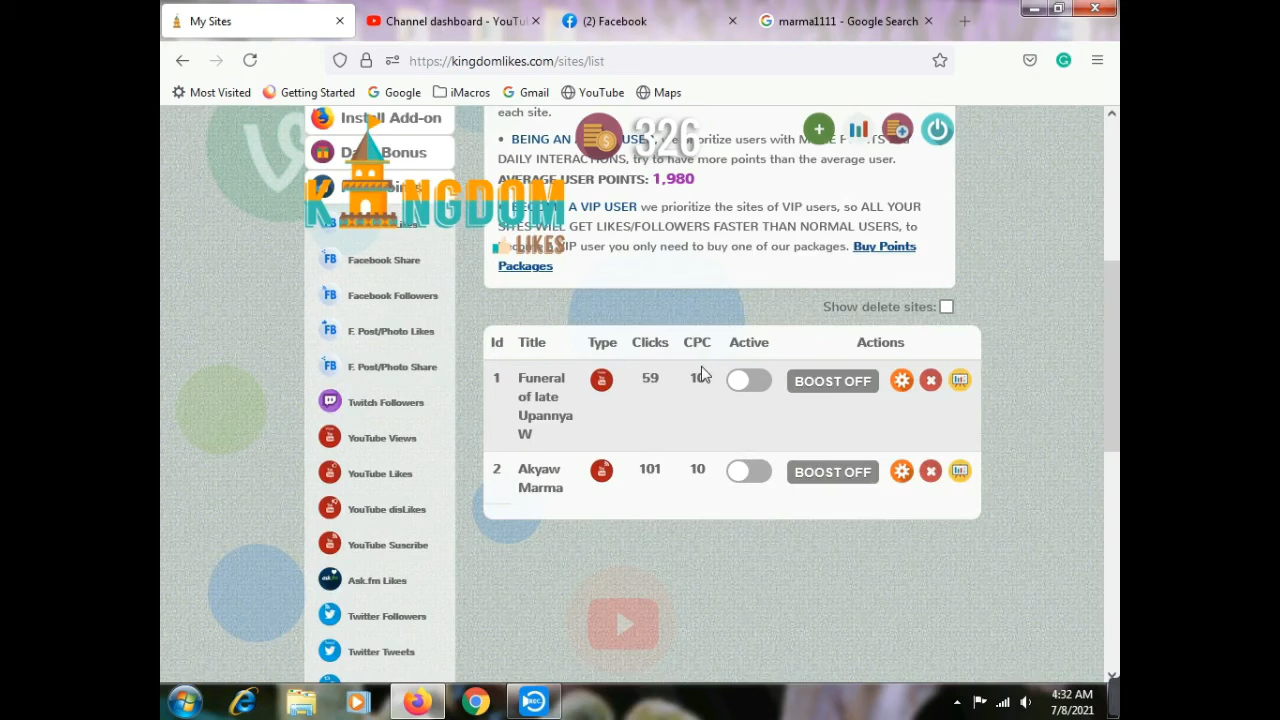 My Sites
Channel dashboard - YouTu
(2) Facebook
marma1111 - Google Search
https://kingdomlikes.com/sites/list
Most Visited
Getting Started
Google
iMacros
Gmail
YouTube
Maps
Install Add-on
Bonus
KINGDOM
LIKES
326
Facebook Share
Facebook Followers
F. Post/Photo Likes
F. Post/Photo Share
Twitch Followers
YouTube Views
YouTube Likes
YouTube disLikes
YouTube Suscribe
Ask.fm Likes
Twitter Followers
Twitter Tweets
each site.
• BEING AN prioritize users with
DAILY INTERACTIONS, try to have more points than the average user.
AVERAGE USER POINTS: 1,980
A VIP USER we prioritize the sites of VIP users, so ALL YOUR
SITES WILL GET LIKES/FOLLOWERS FASTER THAN NORMAL USERS, to
VIP user you only need to buy one of our packages. Buy Points
Packages
Show delete sites:
Id Title Type Clicks CPC Active Actions
1 Funeral of late Upannya W 59 10 BOOST OFF
2 Akyaw Marma 101 10 BOOST OFF
REC
4:32 AM
7/8/2021